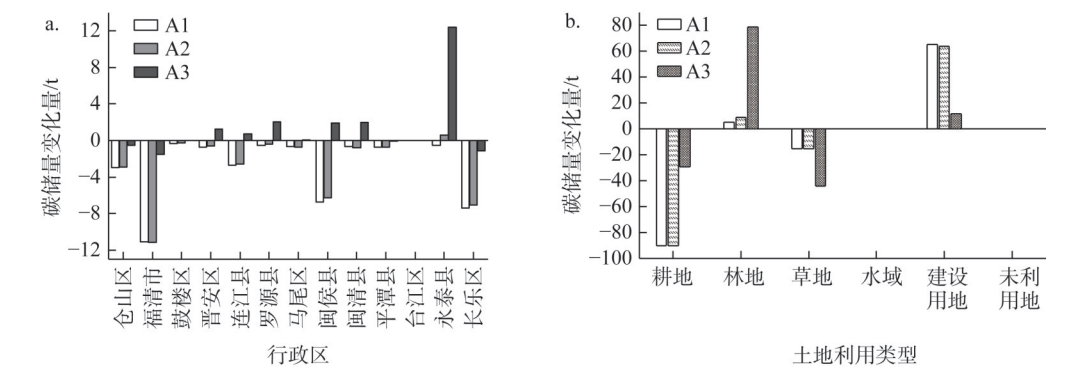 a.
A1
A2
A3
碳储量变化量/t
12
8
4
0
−4
−8
−12
仓山区
福清市
鼓楼区
晋安区
连江县
罗源县
马尾区
闽侯县
闽清县
平潭县
台江区
永泰县
长乐区
行政区
b.
A1
A2
A3
碳储量变化量/t
80
60
40
20
0
−20
−40
−60
−80
−100
耕地
林地
草地
水域
建设
用地
未利
用地
土地利用类型